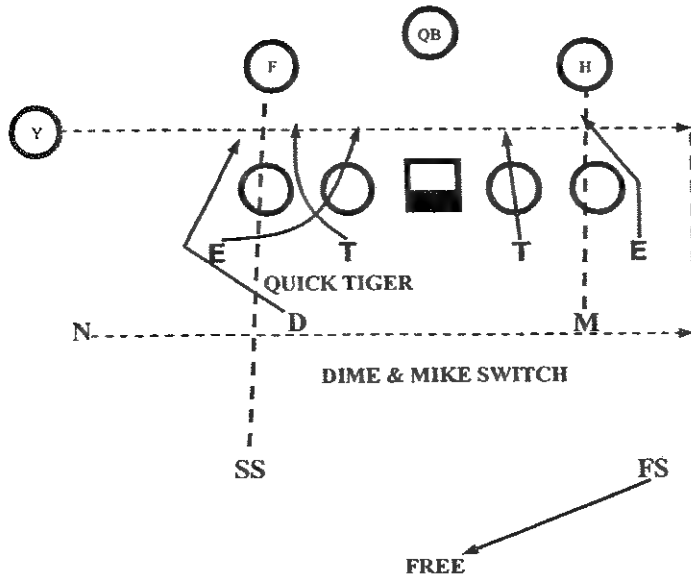 QB
F
H
Y
E T T E
QUICK TIGER
N D M
DIME & MIKE SWITCH
SS FS
FREE